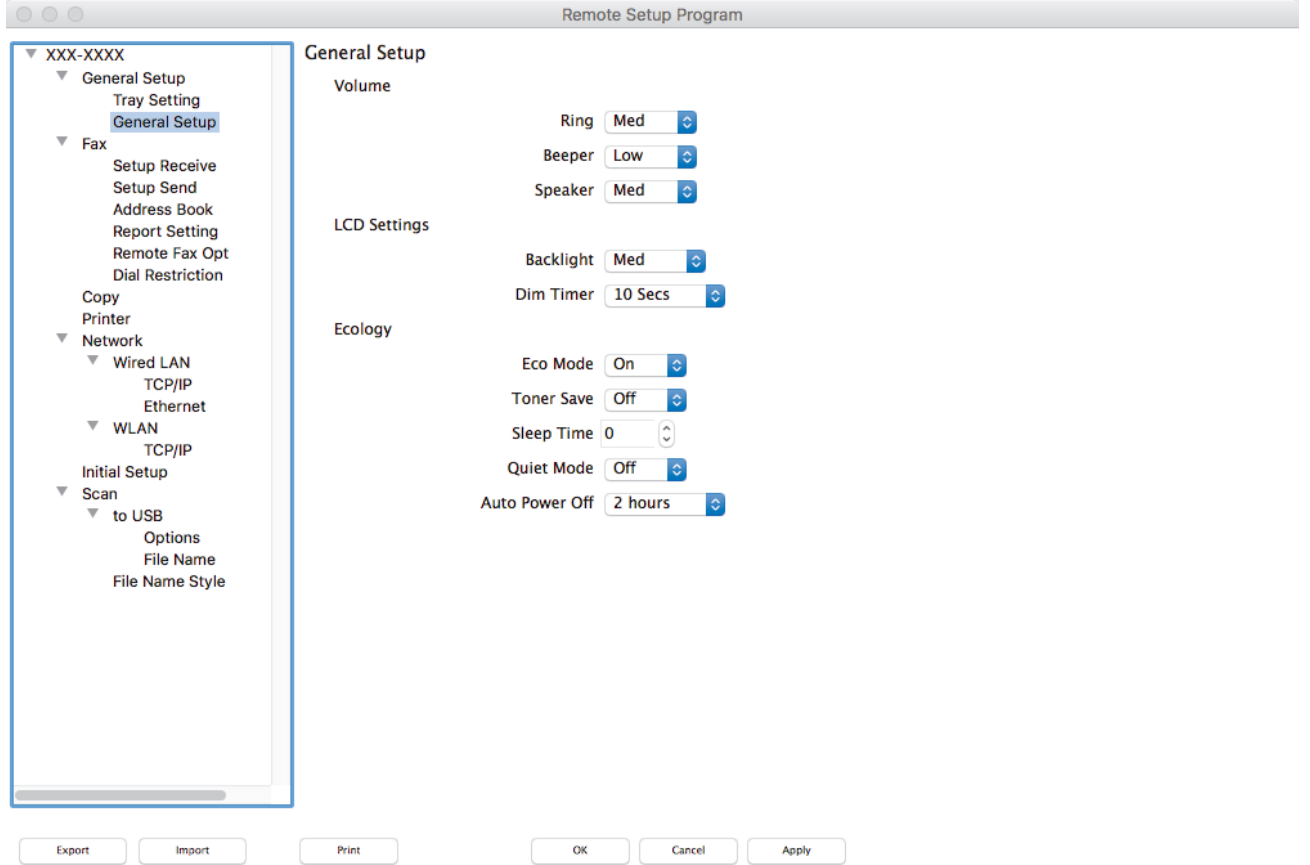 Remote Setup Program
XXX-XXXX
General Setup
Tray Setting
General Setup
Fax
Setup Receive
Setup Send
Address Book
Report Setting
Remote Fax Opt
Dial Restriction
Copy
Printer
Network
Wired LAN
TCP/IP
Ethernet
WLAN
TCP/IP
Initial Setup
Scan
to USB
Options
File Name
File Name Style
General Setup
Volume
Ring Med
Beeper Low
Speaker Med
LCD Settings
Backlight Med
Dim Timer 10 Secs
Ecology
Eco Mode On
Toner Save Off
Sleep Time 0
Quiet Mode Off
Auto Power Off 2 hours
Export Import Print OK Cancel Apply